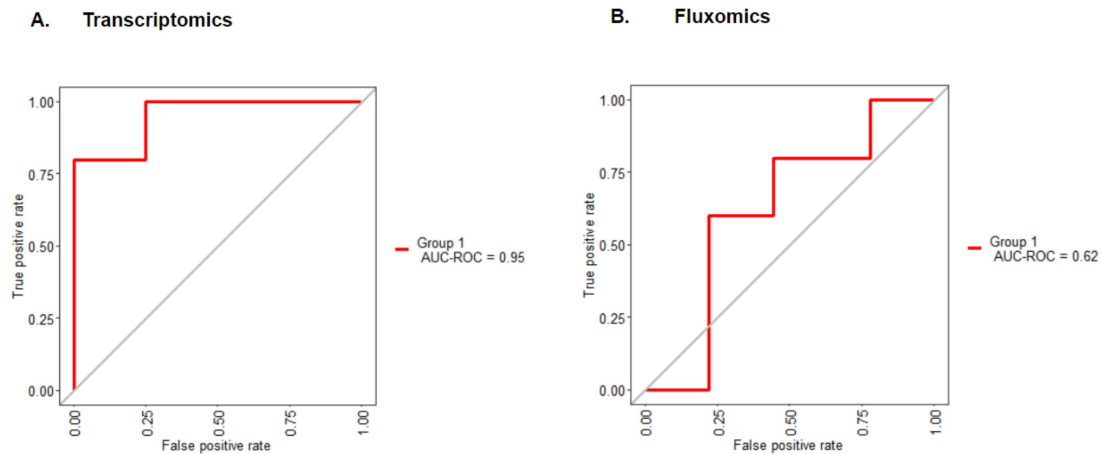 A. Transcriptomics
1.00
0.75
0.50
0.25
0.00
True positive rate
0.00 0.25 0.50 0.75 1.00
False positive rate
Group 1
AUC-ROC = 0.95
B. Fluxomics
1.00
0.75
0.50
0.25
0.00
True positive rate
0.00 0.25 0.50 0.75 1.00
False positive rate
Group 1
AUC-ROC = 0.62